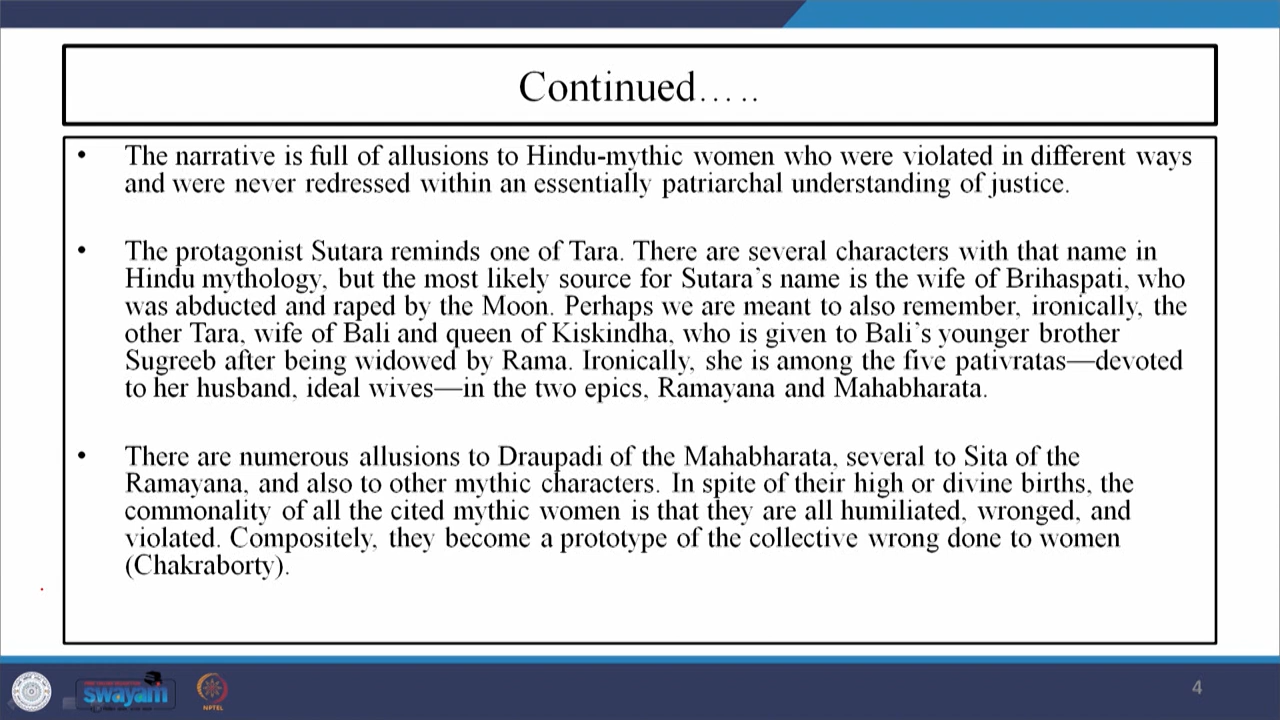 Continued…..
• The narrative is full of allusions to Hindu-mythic women who were violated in different ways
and were never redressed within an essentially patriarchal understanding of justice.
• The protagonist Sutara reminds one of Tara. There are several characters with that name in
Hindu mythology, but the most likely source for Sutara's name is the wife of Brihaspati, who
was abducted and raped by the Moon. Perhaps we are meant to also remember, ironically, the
other Tara, wife of Bali and queen of Kiskindha, who is given to Bali's younger brother
Sugreeb after being widowed by Rama. Ironically, she is among the five pativratas—devoted
to her husband, ideal wives—in the two epics, Ramayana and Mahabharata.
• There are numerous allusions to Draupadi of the Mahabharata, several to Sita of the
Ramayana, and also to other mythic characters. In spite of their high or divine births, the
commonality of all the cited mythic women is that they are all humiliated, wronged, and
violated. Compositely, they become a prototype of the collective wrong done to women
(Chakraborty).
swayam
NPTEL
4